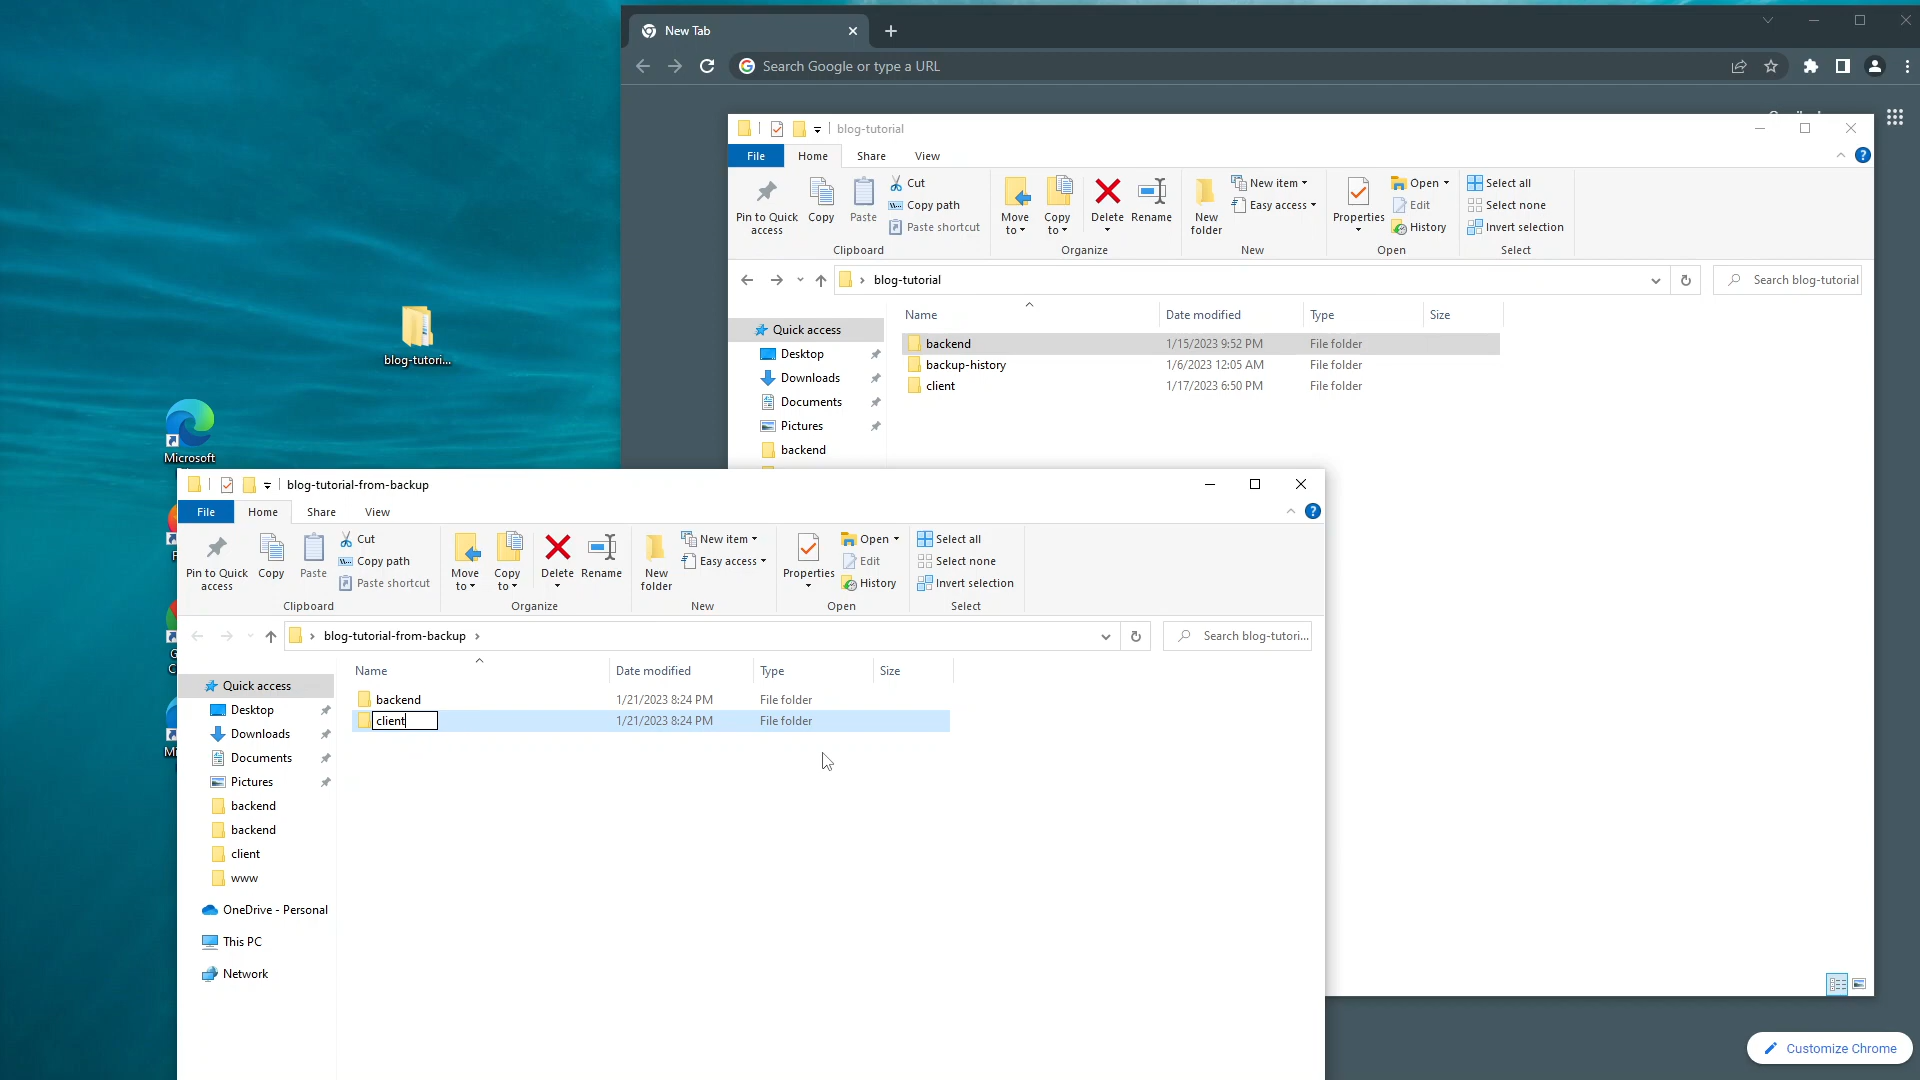 New Tab
Search Google or type a URL
blog-tutorial
File Home Share View
Pin to Quick access
Copy
Paste
Cut
Copy path
Paste shortcut
Clipboard
Move to
Copy to
Delete
Rename
Organize
New folder
New item
Easy access
New
Properties
Open
Edit
History
Open
Select all
Select none
Invert selection
Select
blog-tutorial
Search blog-tutorial
Name Date modified Type Size
Quick access
Desktop
Downloads
Documents
Pictures
backend
backend 1/15/2023 9:52 PM File folder
backup-history 1/6/2023 12:05 AM File folder
client 1/17/2023 6:50 PM File folder
blog-tutori...
Microsoft
blog-tutorial-from-backup
File Home Share View
Pin to Quick access
Copy
Paste
Cut
Copy path
Paste shortcut
Clipboard
Move to
Copy to
Delete
Rename
Organize
New folder
New item
Easy access
New
Properties
Open
Edit
History
Open
Select all
Select none
Invert selection
Select
blog-tutorial-from-backup
Search blog-tutori...
Name Date modified Type Size
backend 1/21/2023 8:24 PM File folder
client 1/21/2023 8:24 PM File folder
Quick access
Desktop
Downloads
Documents
Pictures
backend
backend
client
www
OneDrive - Personal
This PC
Network
Customize Chrome